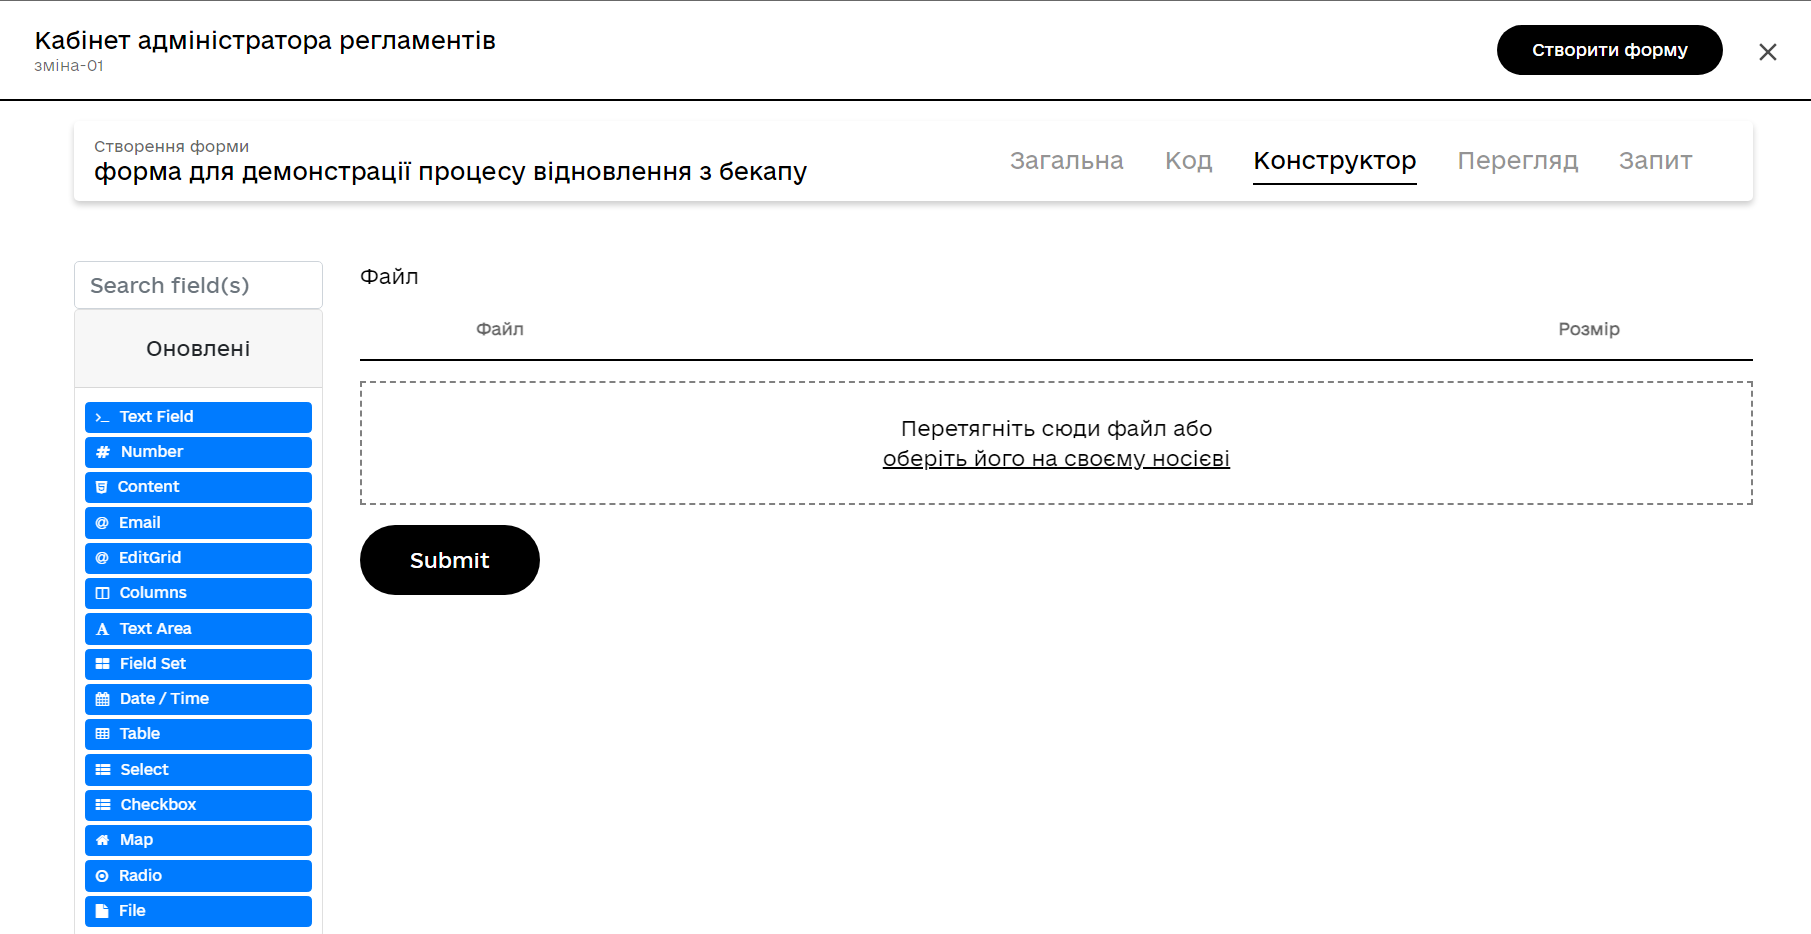 Кабінет адміністратора регламентів
зміна-01
Створити форму
Створення форми
форма для демонстрації процесу відновлення з бекапу
Загальна
Код
Конструктор
Перегляд
Запит
Search field(s)
Оновлені
Text Field
Number
Content
Email
EditGrid
Columns
Text Area
Field Set
Date / Time
Table
Select
Checkbox
Map
Radio
File
Файл
Файл
Розмір
Перетягніть сюди файл або
оберіть його на своєму носієві
Submit